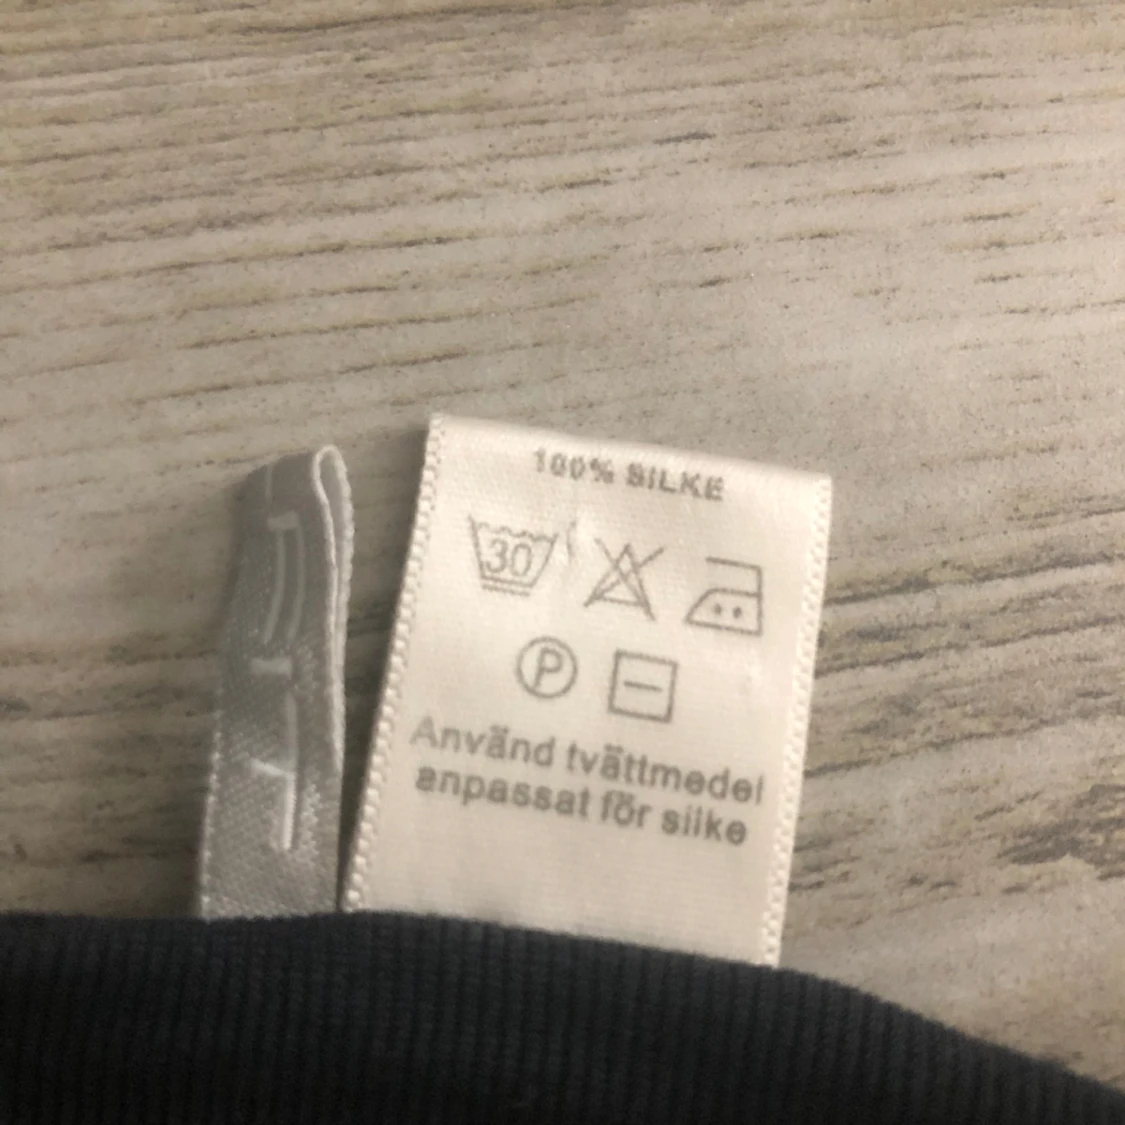 100% SILKE
30
P
Använd tvättmedel
anpassat för silke